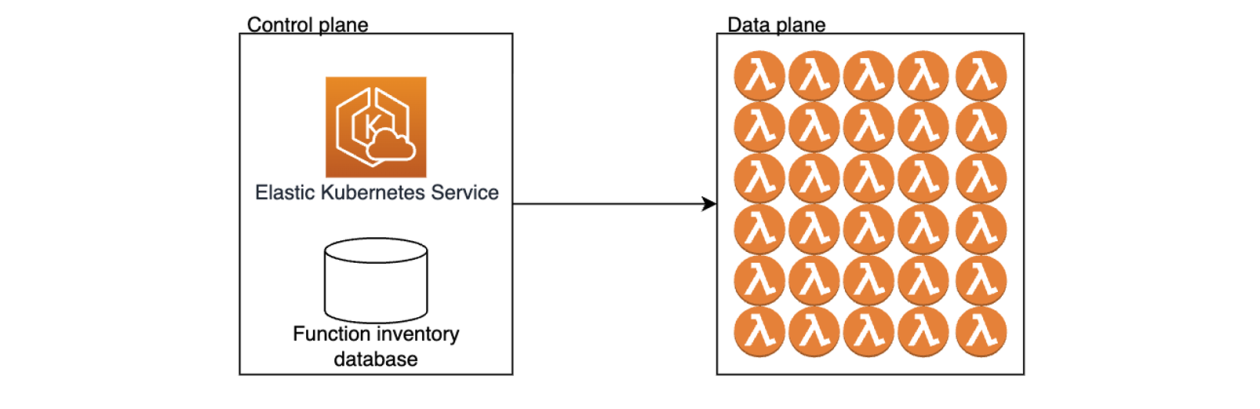 Control plane
Data plane
K
Elastic Kubernetes Service
Function inventory
database
λ λ λ λ λ
λ λ λ λ λ
λ λ λ λ λ
λ λ λ λ λ
λ λ λ λ λ
λ λ λ λ λ